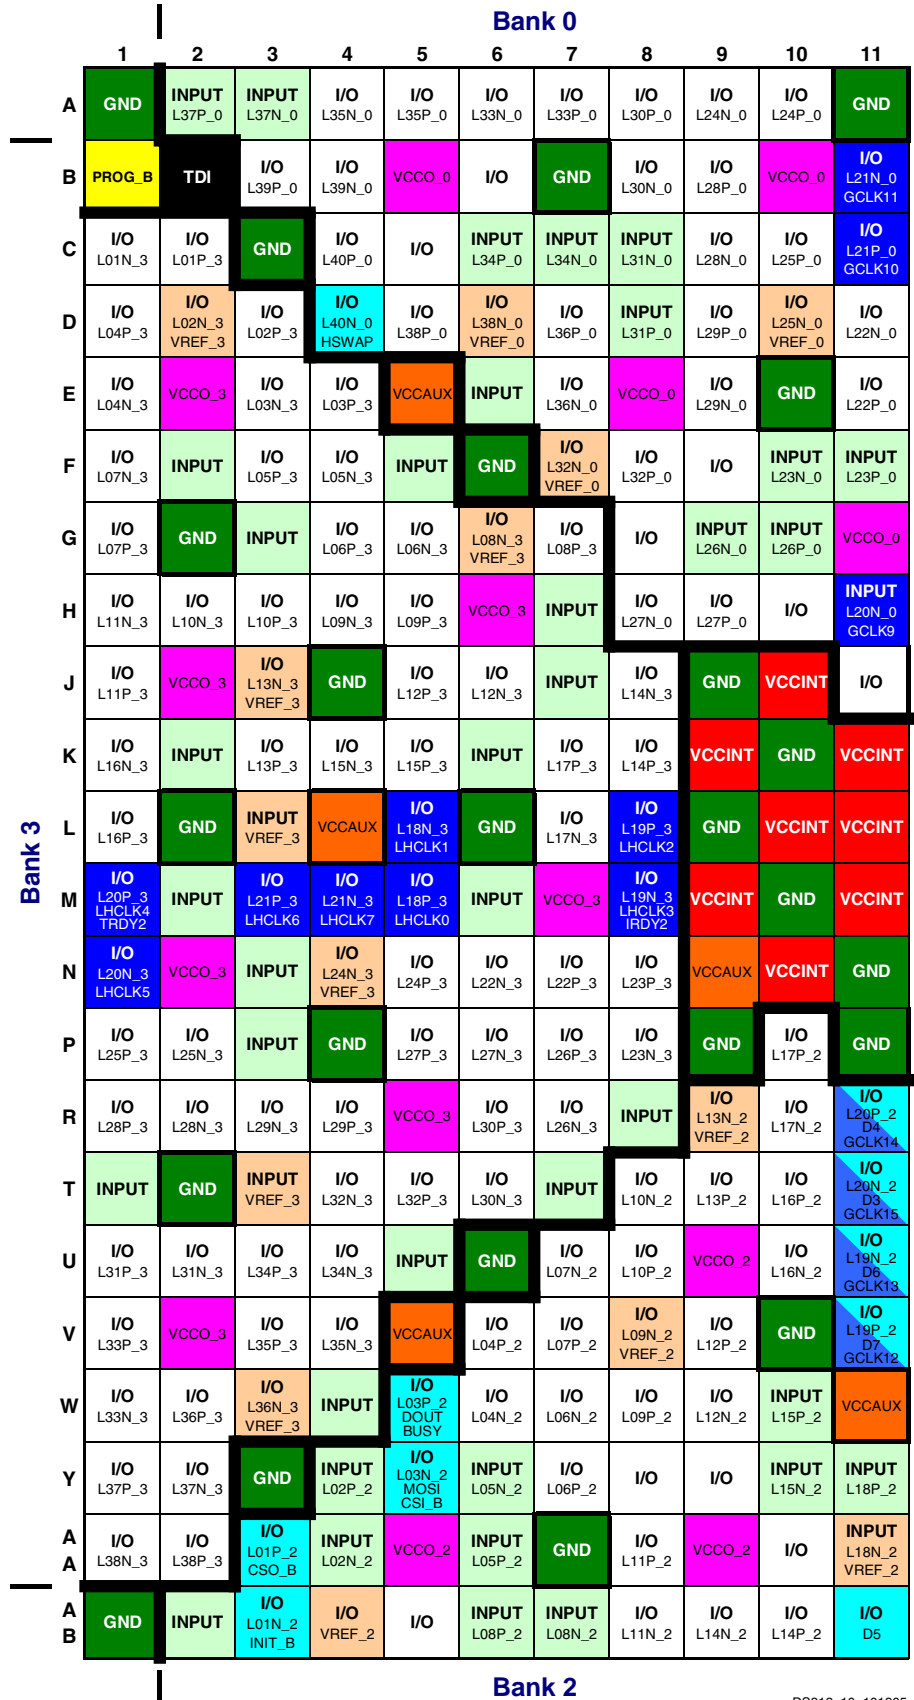 Bank 0
1 2 3 4 5 6 7 8 9 10 11
A GND INPUT L37P_0 INPUT L37N_0 I/O L35N_0 I/O L35P_0 I/O L33N_0 I/O L33P_0 I/O L30P_0 I/O L24N_0 I/O L24P_0 GND
B PROG_B TDI I/O L39P_0 I/O L39N_0 VCCO_0 I/O GND I/O L30N_0 I/O L28P_0 VCCO_0 I/O L21N_0 GCLK11
C I/O L01N_3 I/O L01P_3 GND I/O L40P_0 I/O INPUT L34P_0 INPUT L34N_0 INPUT L31N_0 I/O L28N_0 I/O L25P_0 I/O L21P_0 GCLK10
D I/O L04P_3 I/O L02N_3 VREF_3 I/O L02P_3 I/O L40N_0 HSWAP I/O L38P_0 I/O L38N_0 VREF_0 I/O L36P_0 INPUT L31P_0 I/O L29P_0 I/O L25N_0 VREF_0 I/O L22N_0
E I/O L04N_3 VCCO_3 I/O L03N_3 I/O L03P_3 VCCAUX INPUT I/O L36N_0 VCCO_0 I/O L29N_0 GND I/O L22P_0
F I/O L07N_3 INPUT I/O L05P_3 I/O L05N_3 INPUT GND I/O L32N_0 VREF_0 I/O L32P_0 I/O INPUT L23N_0 INPUT L23P_0
G I/O L07P_3 GND INPUT I/O L06P_3 I/O L06N_3 I/O L08N_3 VREF_3 I/O L08P_3 I/O INPUT L26N_0 INPUT L26P_0 VCCO_0
H I/O L11N_3 I/O L10N_3 I/O L10P_3 I/O L09N_3 I/O L09P_3 VCCO_3 INPUT I/O L27N_0 I/O L27P_0 I/O INPUT L20N_0 GCLK9
J I/O L11P_3 VCCO_3 I/O L13N_3 VREF_3 GND I/O L12P_3 I/O L12N_3 INPUT I/O L14N_3 GND VCCINT I/O
K I/O L16N_3 INPUT I/O L13P_3 I/O L15N_3 I/O L15P_3 INPUT I/O L17P_3 I/O L14P_3 VCCINT GND VCCINT
Bank 3
L I/O L16P_3 GND INPUT VREF_3 VCCAUX I/O L18N_3 LHCLK1 GND I/O L17N_3 I/O L19P_3 LHCLK2 GND VCCINT VCCINT
M I/O L20P_3 LHCLK4 TRDY2 INPUT I/O L21P_3 LHCLK6 I/O L21N_3 LHCLK7 I/O L18P_3 LHCLK0 INPUT VCCO_3 I/O L19N_3 LHCLK3 IRDY2 VCCINT GND VCCINT
N I/O L20N_3 LHCLK5 VCCO_3 INPUT I/O L24N_3 VREF_3 I/O L24P_3 I/O L22N_3 I/O L22P_3 I/O L23P_3 VCCAUX VCCINT GND
P I/O L25P_3 I/O L25N_3 INPUT GND I/O L27P_3 I/O L27N_3 I/O L26P_3 I/O L23N_3 GND I/O L17P_2 GND
R I/O L28P_3 I/O L28N_3 I/O L29N_3 I/O L29P_3 VCCO_3 I/O L30P_3 I/O L26N_3 INPUT I/O L13N_2 VREF_2 I/O L17N_2 I/O L20P_2 D4 GCLK14
T INPUT GND INPUT VREF_3 I/O L32N_3 I/O L32P_3 I/O L30N_3 INPUT I/O L10N_2 I/O L13P_2 I/O L16P_2 I/O L20N_2 D3 GCLK15
U I/O L31P_3 I/O L31N_3 I/O L34P_3 I/O L34N_3 INPUT GND I/O L07N_2 I/O L10P_2 VCCO_2 I/O L16N_2 I/O L19N_2 D6 GCLK13
V I/O L33P_3 VCCO_3 I/O L35P_3 I/O L35N_3 VCCAUX I/O L04P_2 I/O L07P_2 I/O L09N_2 VREF_2 I/O L12P_2 GND I/O L19P_2 D7 GCLK12
W I/O L33N_3 I/O L36P_3 I/O L36N_3 VREF_3 INPUT I/O L03P_2 DOUT BUSY I/O L04N_2 I/O L06N_2 I/O L09P_2 I/O L12N_2 INPUT L15P_2 VCCAUX
Y I/O L37P_3 I/O L37N_3 GND INPUT L02P_2 I/O L03N_2 MOSI CSI_B INPUT L05N_2 I/O L06P_2 I/O I/O INPUT L15N_2 INPUT L18P_2
A A I/O L38N_3 I/O L38P_3 I/O L01P_2 CSO_B INPUT L02N_2 VCCO_2 INPUT L05P_2 GND I/O L11P_2 VCCO_2 I/O INPUT L18N_2 VREF_2
A B GND INPUT I/O L01N_2 INIT_B I/O VREF_2 I/O INPUT L08P_2 INPUT L08N_2 I/O L11N_2 I/O L14N_2 I/O L14P_2 I/O D5
Bank 2